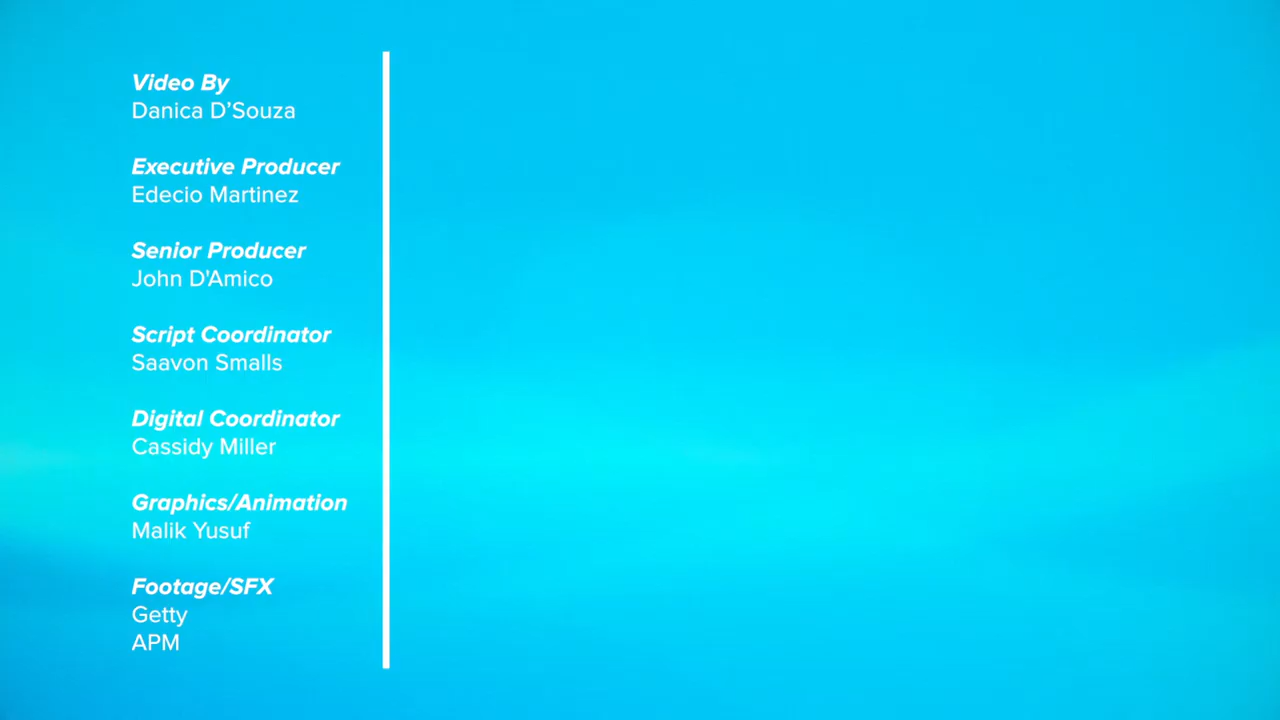 Video By
Danica D’Souza
Executive Producer
Edecio Martinez
Senior Producer
John D'Amico
Script Coordinator
Saavon Smalls
Digital Coordinator
Cassidy Miller
Graphics/Animation
Malik Yusuf
Footage/SFX
Getty
APM